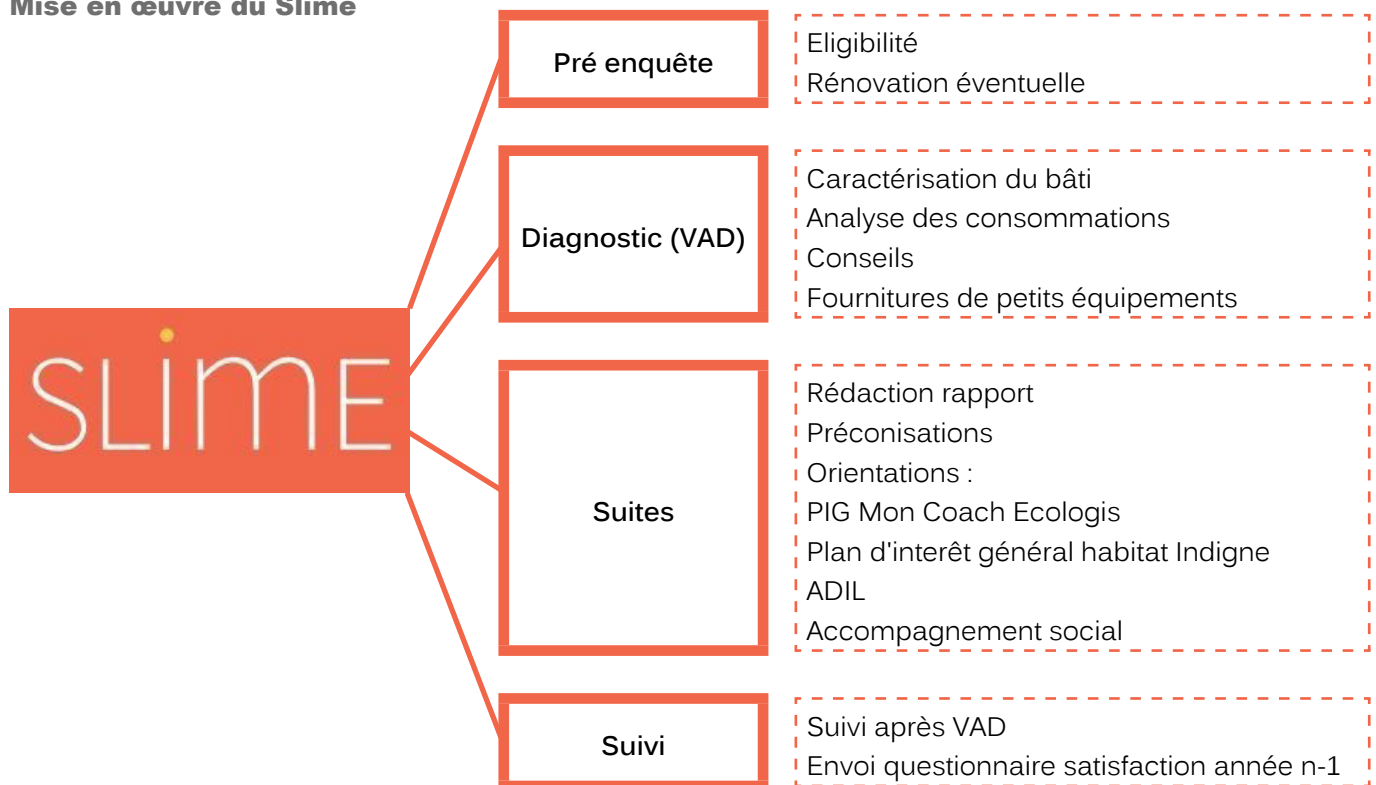 Mise en œuvre du Slime
Pré enquête
Eligibilité
Rénovation éventuelle
Diagnostic (VAD)
Caractérisation du bâti
Analyse des consommations
Conseils
Fournitures de petits équipements
SLiME
Suites
Rédaction rapport
Préconisations
Orientations :
PIG Mon Coach Ecologis
Plan d'interêt général habitat Indigne
ADIL
Accompagnement social
Suivi
Suivi après VAD
Envoi questionnaire satisfaction année n-1